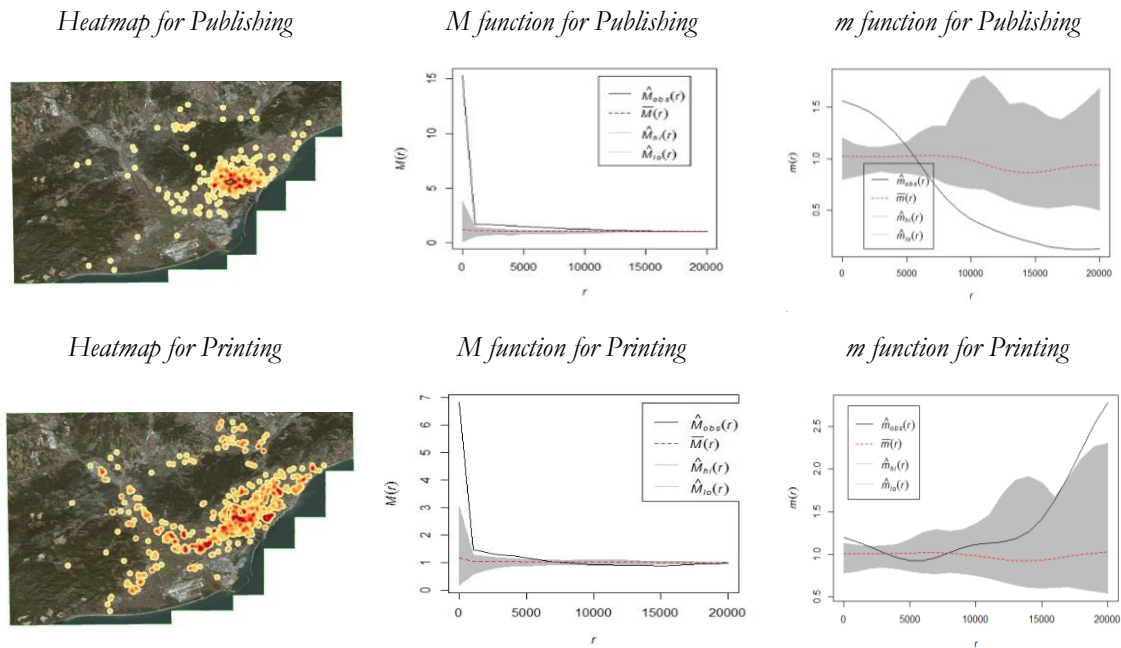 Heatmap for Publishing
M function for Publishing
m function for Publishing
15
10
5
0
M(r)
M̂obs(r)
M̅(r)
M̂hi(r)
M̂lo(r)
0 5000 10000 15000 20000
r
1.5
1.0
0.5
m(r)
m̂obs(r)
m̅(r)
m̂hi(r)
m̂lo(r)
0 5000 10000 15000 20000
r
Heatmap for Printing
M function for Printing
m function for Printing
7
6
5
4
3
2
1
0
M(r)
M̂obs(r)
M̅(r)
M̂hi(r)
M̂lo(r)
0 5000 10000 15000 20000
r
2.5
2.0
1.5
1.0
0.5
m(r)
m̂obs(r)
m̅(r)
m̂hi(r)
m̂lo(r)
0 5000 10000 15000 20000
r